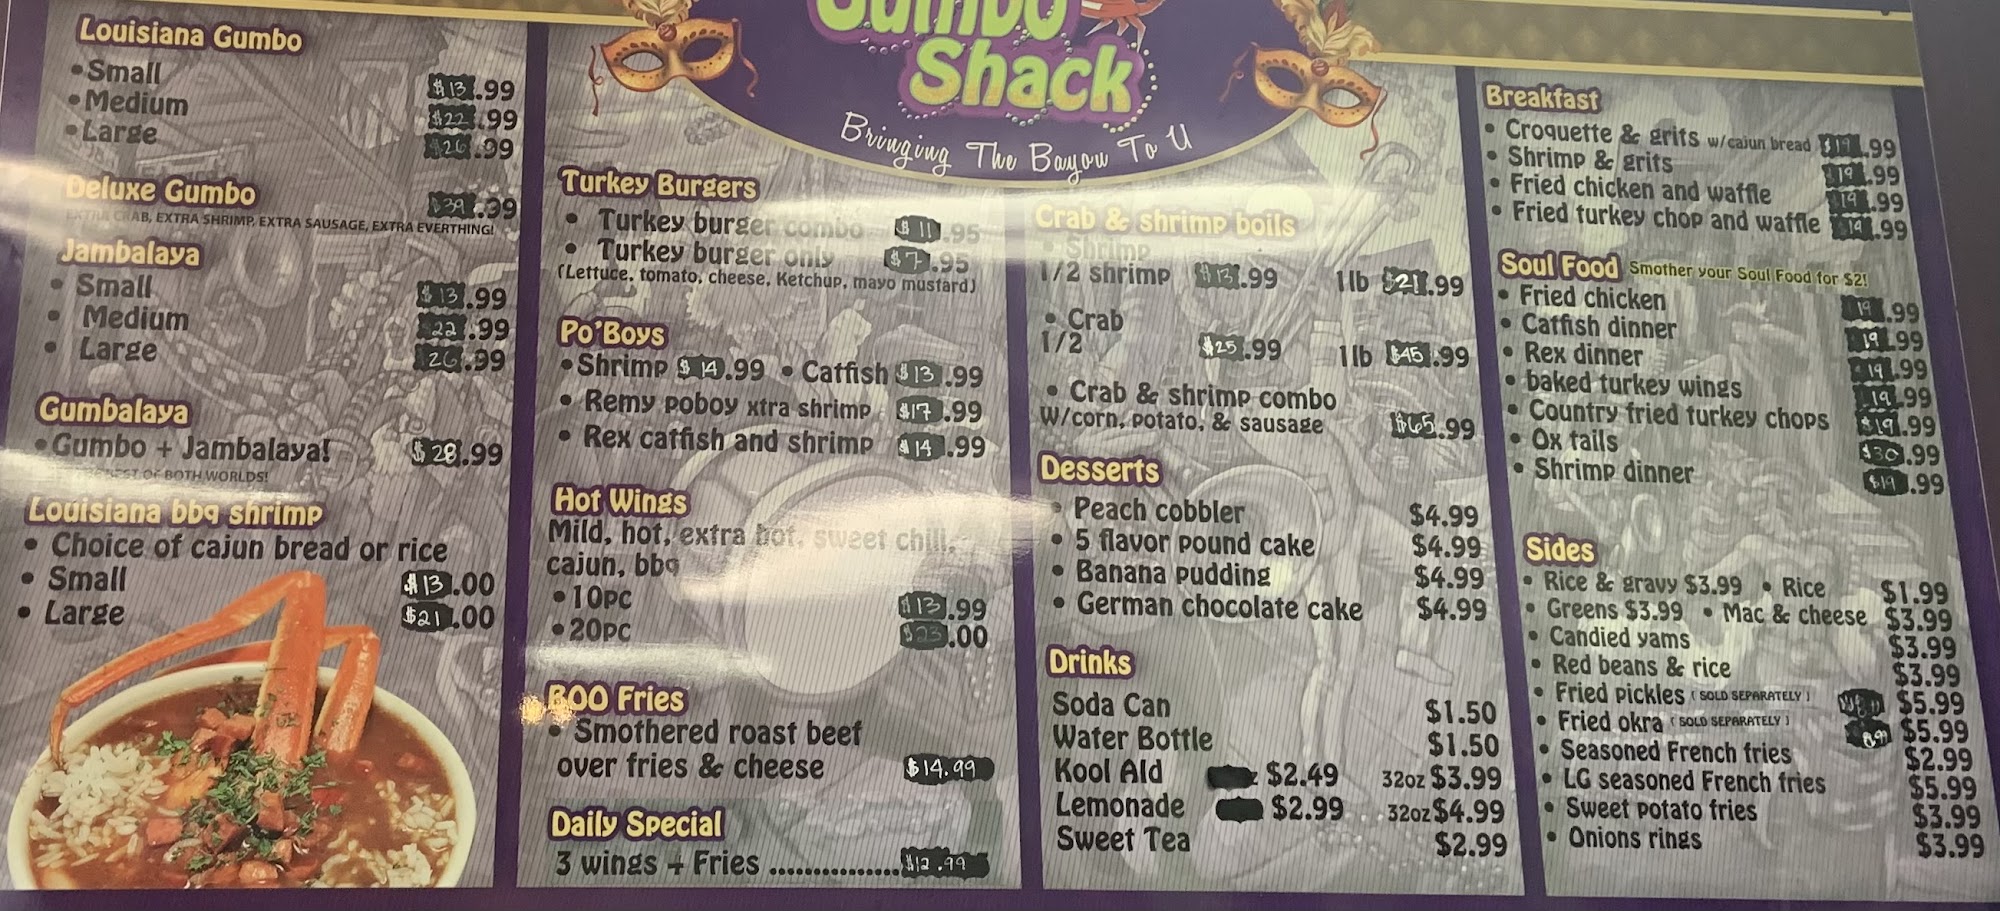 Gumbo
Shack
Bringing The Bayou To U
Louisiana Gumbo
• Small $13.99
• Medium $22.99
• Large $26.99
Deluxe Gumbo $39.99
EXTRA CRAB, EXTRA SHRIMP, EXTRA SAUSAGE, EXTRA EVERTHING!
Jambalaya
• Small $13.99
• Medium $22.99
• Large $26.99
Gumbalaya
• Gumbo + Jambalaya! $28.99
BEST OF BOTH WORLDS!
Louisiana bbq shrimp
• Choice of cajun bread or rice
• Small $13.00
• Large $21.00
Turkey Burgers
• Turkey burger combo $11.95
• Turkey burger only $7.95
(Lettuce, tomato, cheese, Ketchup, mayo mustard)
Po'Boys
• Shrimp $14.99 • Catfish $13.99
• Remy poboy xtra shrimp $17.99
• Rex catfish and shrimp $14.99
Hot Wings
Mild, hot, extra hot, sweet chili,
cajun, bbq
• 10PC $13.99
• 20PC $23.00
BOO Fries
• Smothered roast beef
over fries & cheese $14.99
Daily Special
3 wings + Fries ............... $12.99
Crab & shrimp boils
• Shrimp
1/2 shrimp $13.99 1lb $21.99
• Crab
1/2 $25.99 1lb $45.99
• Crab & shrimp combo
w/corn, potato, & sausage $65.99
Desserts
• Peach cobbler $4.99
• 5 flavor pound cake $4.99
• Banana pudding $4.99
• German chocolate cake $4.99
Drinks
Soda Can $1.50
Water Bottle $1.50
Kool Ald $2.49 32oz $3.99
Lemonade $2.99 32oz $4.99
Sweet Tea $2.99
Breakfast
• Croquette & grits w/cajun bread $19.99
• Shrimp & grits $19.99
• Fried chicken and waffle $19.99
• Fried turkey chop and waffle $19.99
Soul Food Smother your Soul Food for $2!
• Fried chicken 19.99
• Catfish dinner 19.99
• Rex dinner 19.99
• baked turkey wings 19.99
• Country fried turkey chops $19.99
• Ox tails $30.99
• Shrimp dinner $19.99
Sides
• Rice & gravy $3.99 • Rice $1.99
• Greens $3.99 • Mac & cheese $3.99
• Candied yams $3.99
• Red beans & rice $3.99
• Fried pickles (SOLD SEPARATELY) $5.99
• Fried okra (SOLD SEPARATELY) $5.99
• Seasoned French fries $2.99
• LG seasoned French fries $5.99
• Sweet potato fries $3.99
• Onions rings $3.99